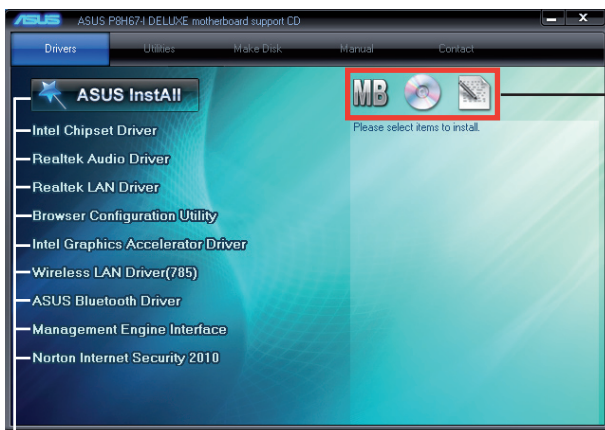 ASUS ASUS P8H67-I DELUXE motherboard support CD
Drivers Utilities Make Disk Manual Contact
ASUS InstAll
MB
Please select items to install.
Intel Chipset Driver
Realtek Audio Driver
Realtek LAN Driver
Browser Configuration Utility
Intel Graphics Accelerator Driver
Wireless LAN Driver(785)
ASUS Bluetooth Driver
Management Engine Interface
Norton Internet Security 2010